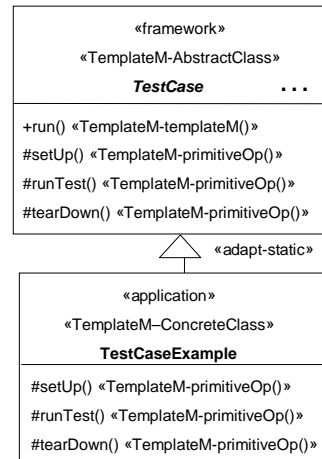 «framework»
«TemplateM-AbstractClass»
TestCase ...
+run() «TemplateM-templateM()»
#setUp() «TemplateM-primitiveOp()»
#runTest() «TemplateM-primitiveOp()»
#tearDown() «TemplateM-primitiveOp()»
«adapt-static»
«application»
«TemplateM–ConcreteClass»
TestCaseExample
#setUp() «TemplateM-primitiveOp()»
#runTest() «TemplateM-primitiveOp()»
#tearDown() «TemplateM-primitiveOp()»